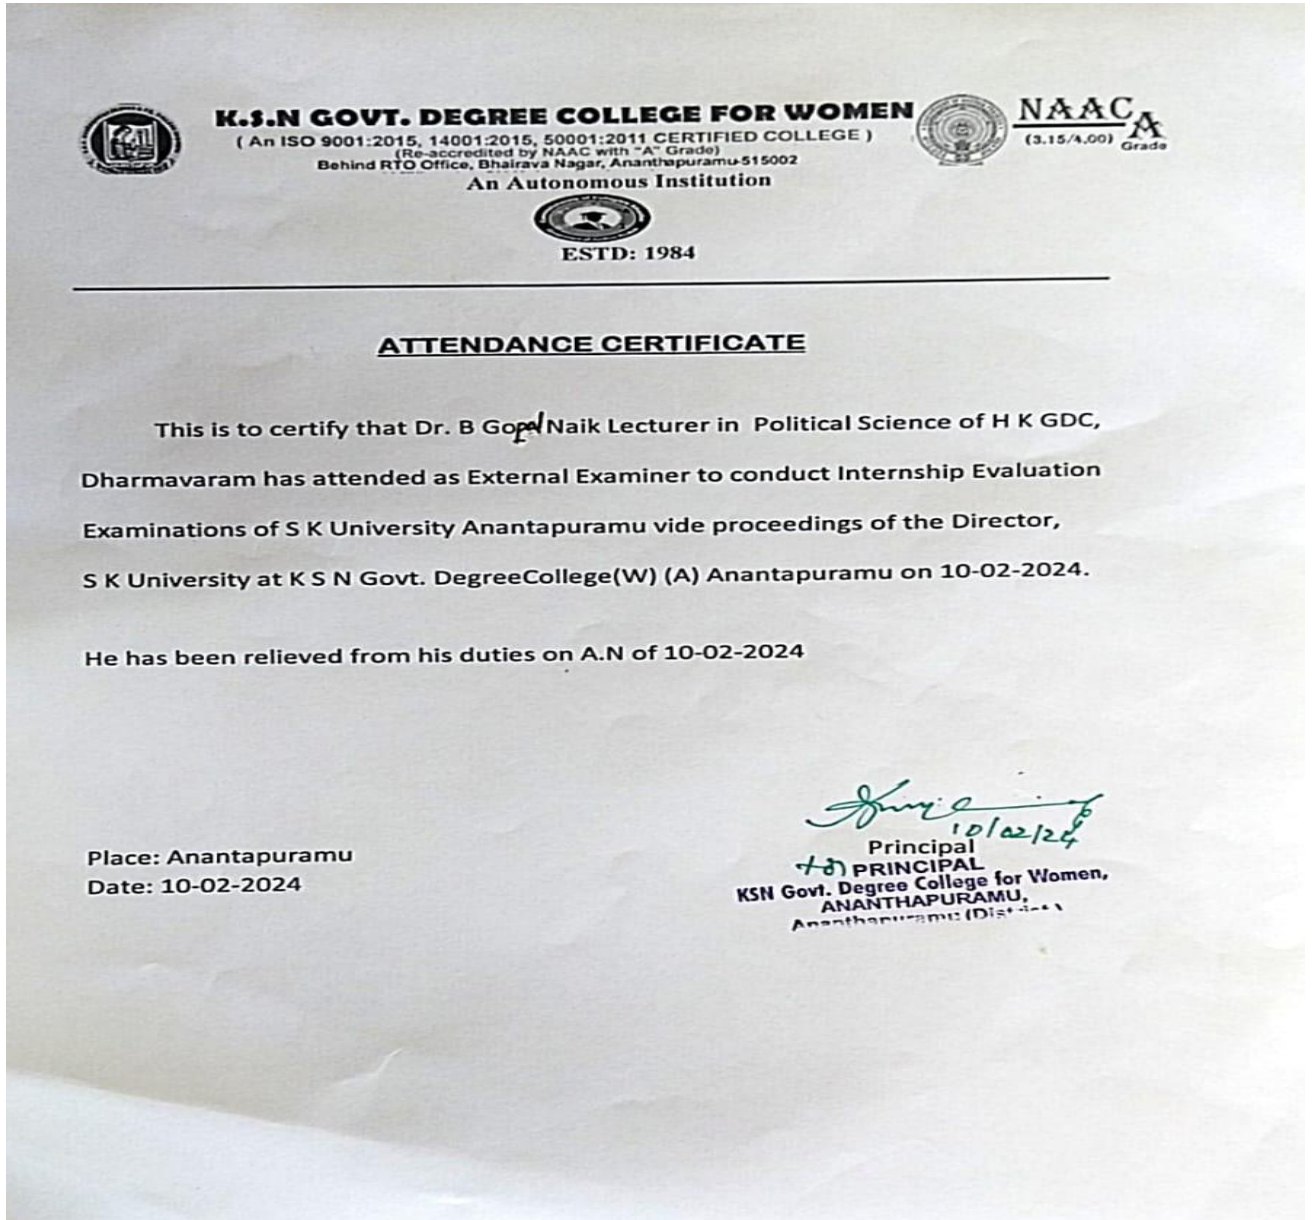 K.S.N GOVT. DEGREE COLLEGE FOR WOMEN
( An ISO 9001:2015, 14001:2015, 50001:2011 CERTIFIED COLLEGE )
(Re-accredited by NAAC with "A" Grade)
Behind RTO Office, Bhairava Nagar, Ananthapuramu-515002
An Autonomous Institution
ESTD: 1984
NAAC A
(3.15/4.00) Grade
ATTENDANCE CERTIFICATE
This is to certify that Dr. B Gopal Naik Lecturer in Political Science of H K GDC,
Dharmavaram has attended as External Examiner to conduct Internship Evaluation
Examinations of S K University Anantapuramu vide proceedings of the Director,
S K University at K S N Govt. DegreeCollege(W) (A) Anantapuramu on 10-02-2024.
He has been relieved from his duties on A.N of 10-02-2024
Place: Anantapuramu
Date: 10-02-2024
10/02/24
Principal
PRINCIPAL
KSN Govt. Degree College for Women,
ANANTHAPURAMU,
Ananthapuramu (District)